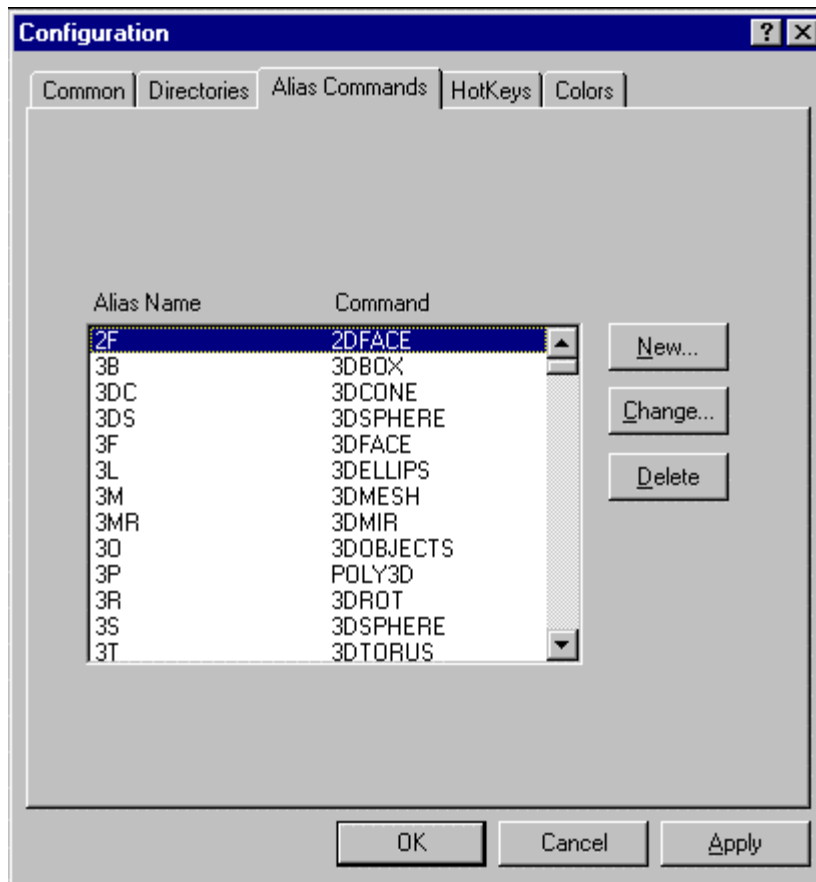 Configuration
Common Directories Alias Commands HotKeys Colors
Alias Name Command
2F 2DFACE
3B 3DBOX
3DC 3DCONE
3DS 3DSPHERE
3F 3DFACE
3L 3DELLIPS
3M 3DMESH
3MR 3DMIR
3O 3DOBJECTS
3P POLY3D
3R 3DROT
3S 3DSPHERE
3T 3DTORUS
New...
Change...
Delete
OK Cancel Apply